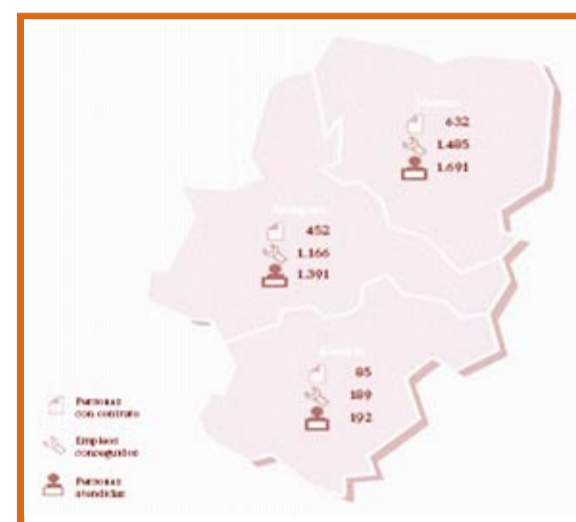 632
1.485
1.691
452
1.166
1.391
85
189
192
Personas
con contrato
Empleos
conseguidos
Personas
atendidas